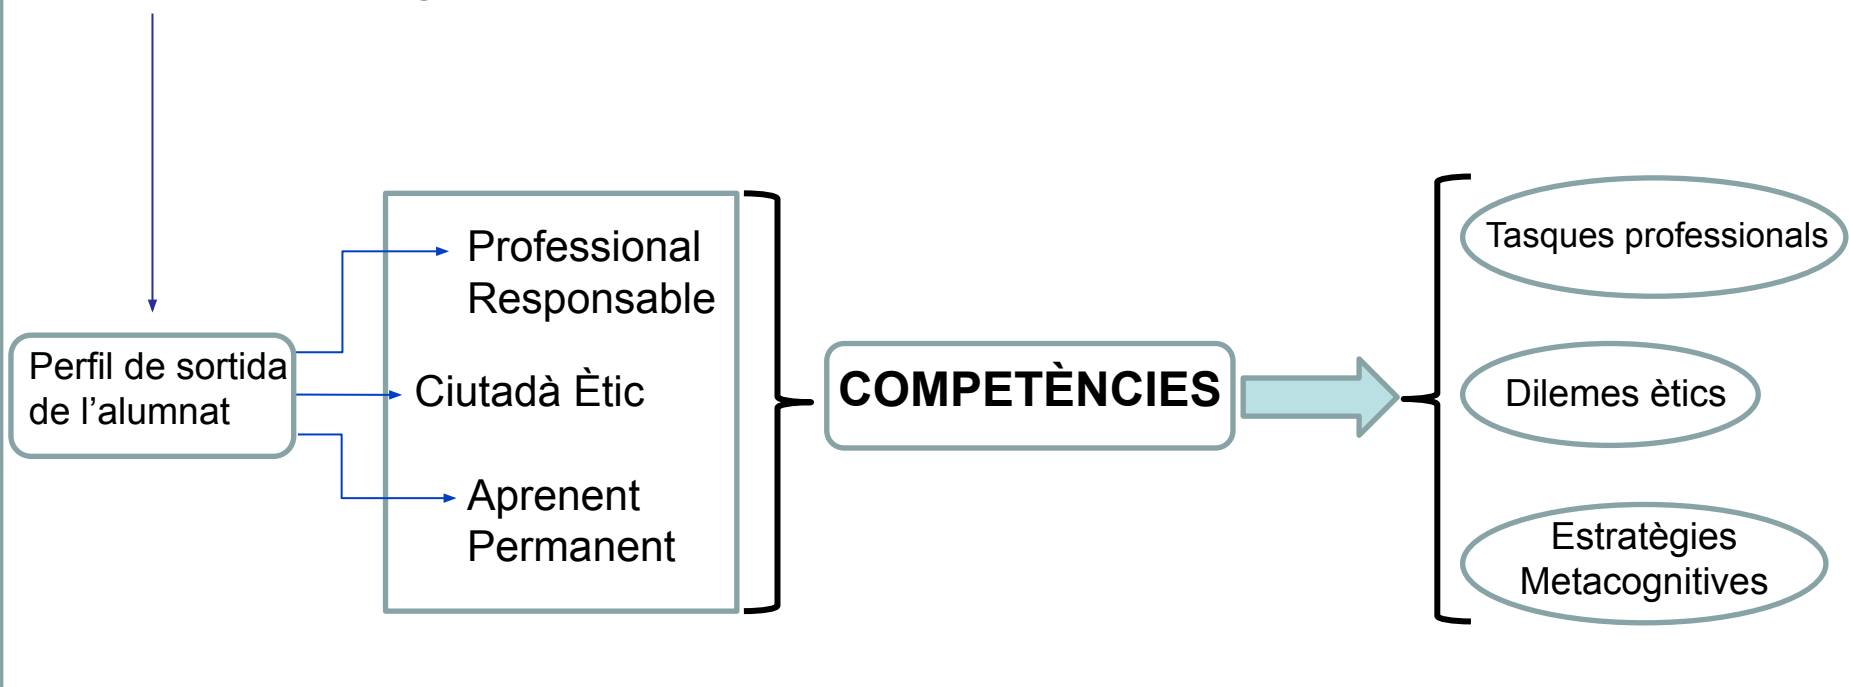 Perfil de sortida
de l’alumnat
Professional
Responsable
Ciutadà Ètic
Aprenent
Permanent
COMPETÈNCIES
Tasques professionals
Dilemes ètics
Estratègies
Metacognitives